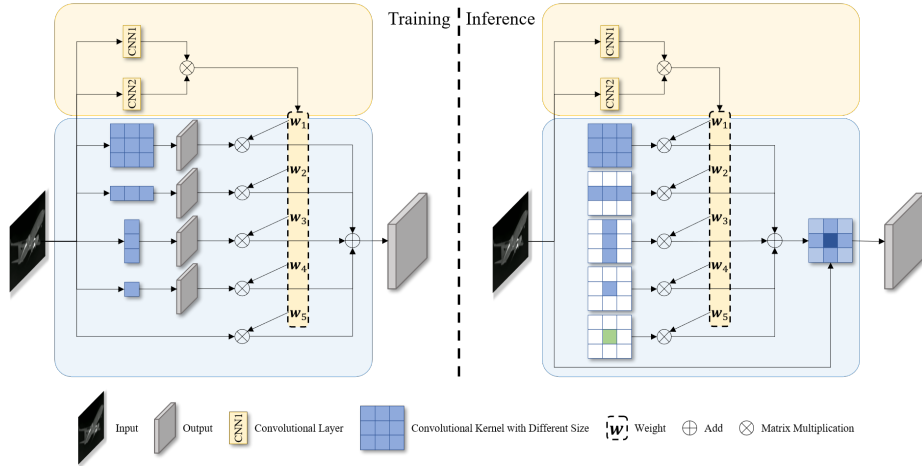 Training
Inference
CNN1
CNN2
w1
w2
w3
w4
w5
CNN1
CNN2
w1
w2
w3
w4
w5
Input
Output
CNN1
Convolutional Layer
Convolutional Kernel with Different Size
w
Weight
Add
Matrix Multiplication